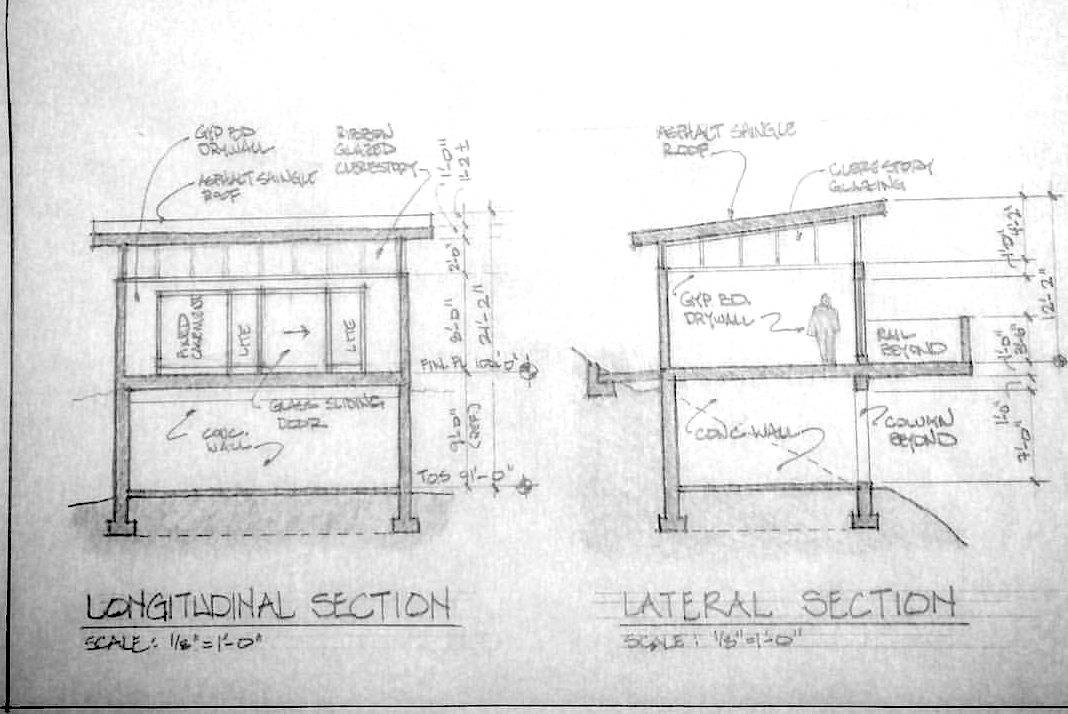 GYP BD.
DRYWALL
ASPHALT SHINGLE
ROOF
RIBBON
GLAZED
CLERESTORY
1'-0"
1'-2 ±
2'-0"
8'-0"
21'-2"
FIXED
CASEMENT
LITE
LITE
GLASS SLIDING
DOOR
CONC.
WALL
9'-0"
(REF.)
TOS 91'-0"
LONGITUDINAL SECTION
SCALE: 1/8"=1'-0"
ASPHALT SHINGLE
ROOF
CLERESTORY
GLAZING
GYP BD.
DRYWALL
RAIL
BEYOND
CONC. WALL
COLUMN
BEYOND
4'-2"
1'-0"
12'-2"
1'-0"
3'-6"
1'-0"
7'-0"
LATERAL SECTION
SCALE: 1/8"=1'-0"